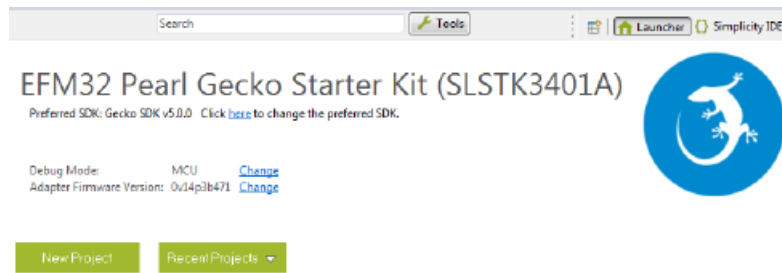 Search
Tools
Launcher
Simplicity IDE
EFM32 Pearl Gecko Starter Kit (SLSTK3401A)
Preferred SDK: Gecko SDK v5.0.0 Click here to change the preferred SDK.
Debug Mode: MCU Change
Adapter Firmware Version: 0v14p3b471 Change
New Project
Recent Projects